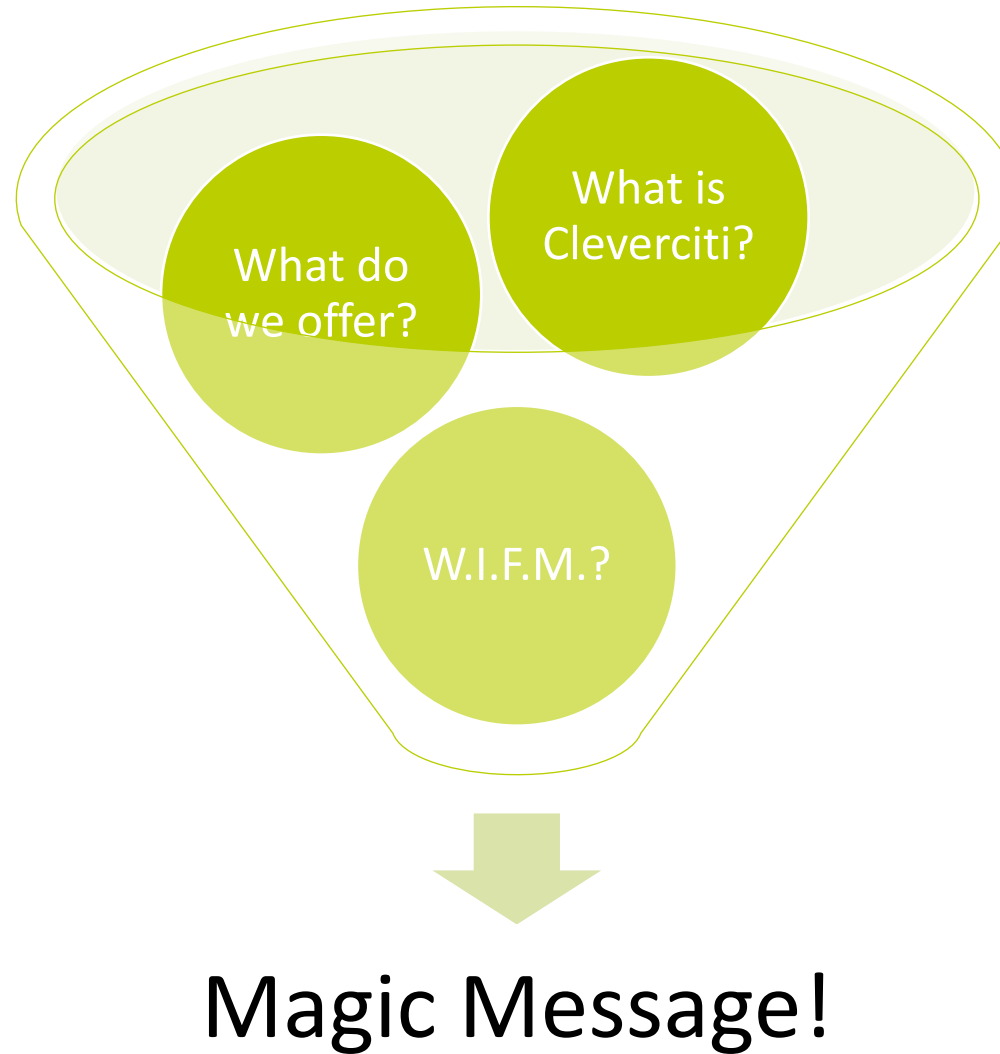 What is
Cleverciti?
What do
we offer?
W.I.F.M.?
Magic Message!